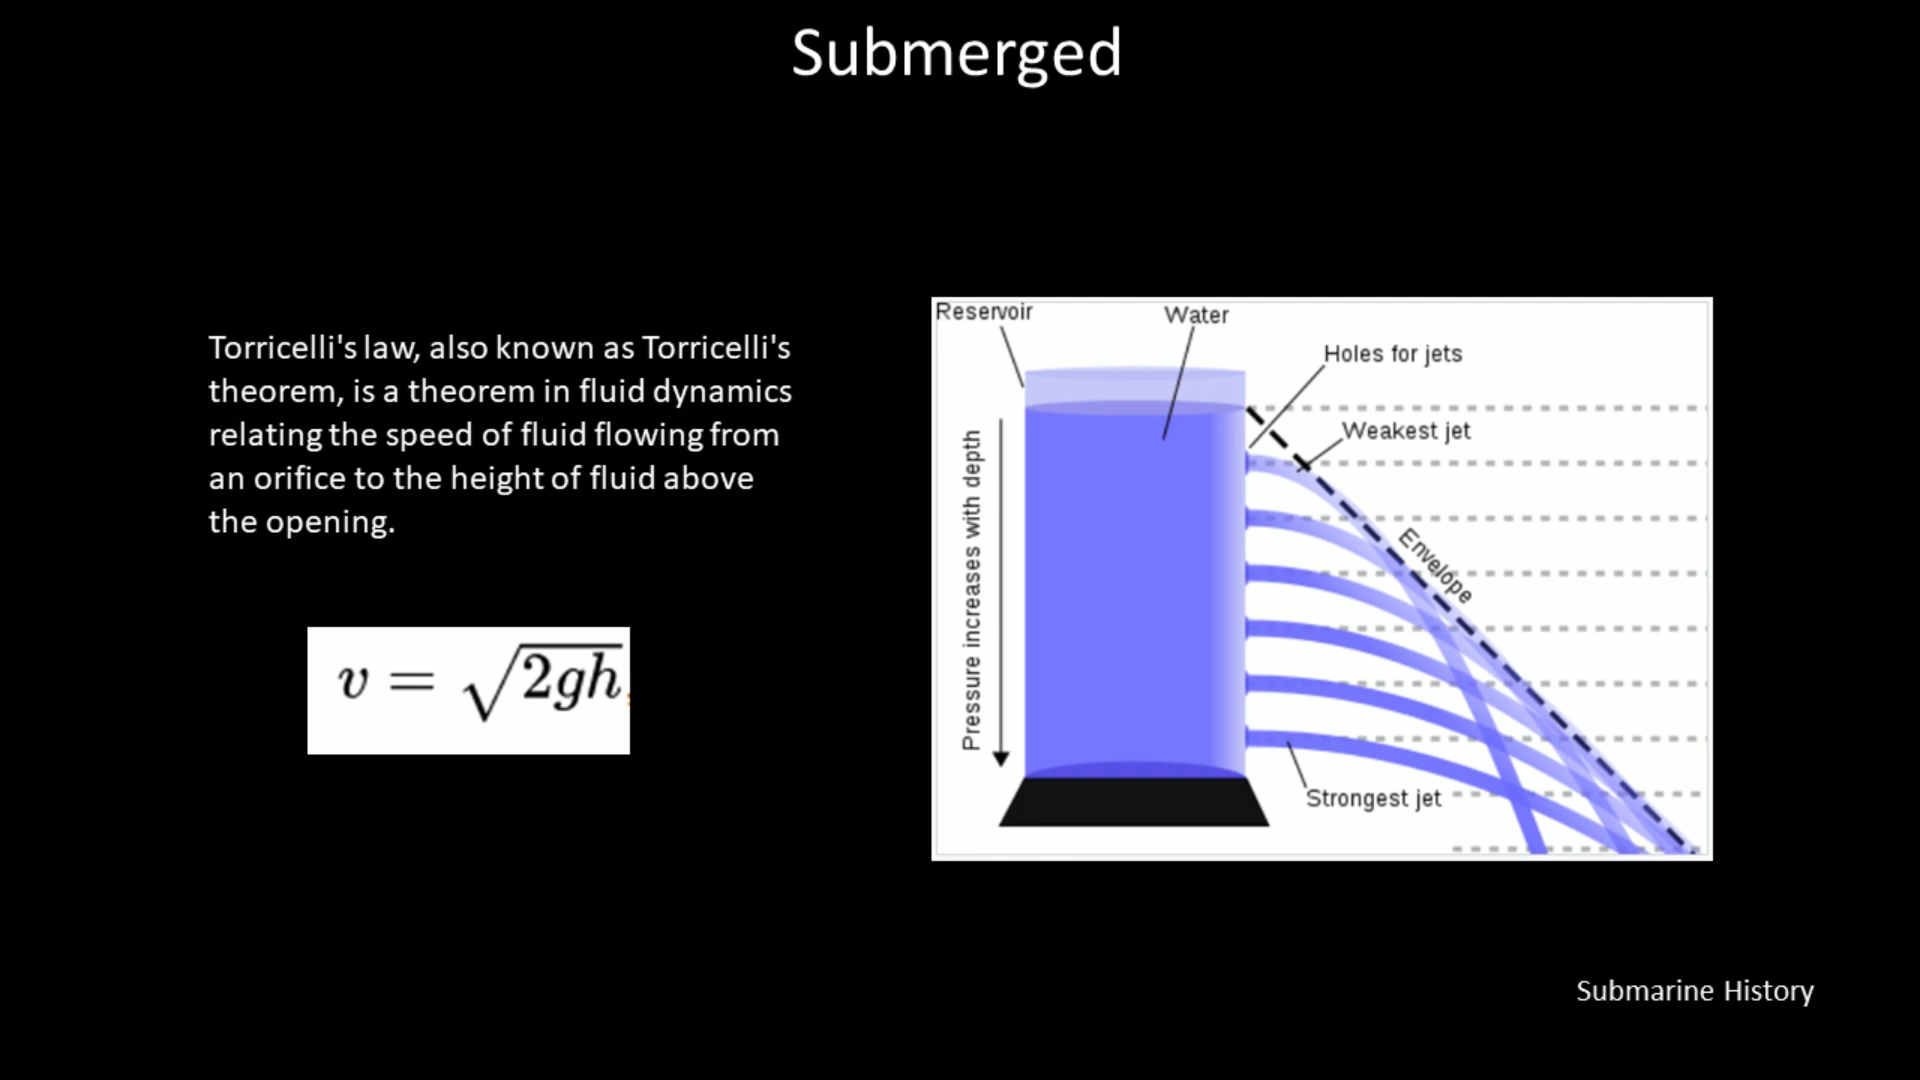 Submerged
Torricelli's law, also known as Torricelli's
theorem, is a theorem in fluid dynamics
relating the speed of fluid flowing from
an orifice to the height of fluid above
the opening.
v = √2gh
Reservoir
Water
Holes for jets
Weakest jet
Envelope
Pressure increases with depth
Strongest jet
Submarine History